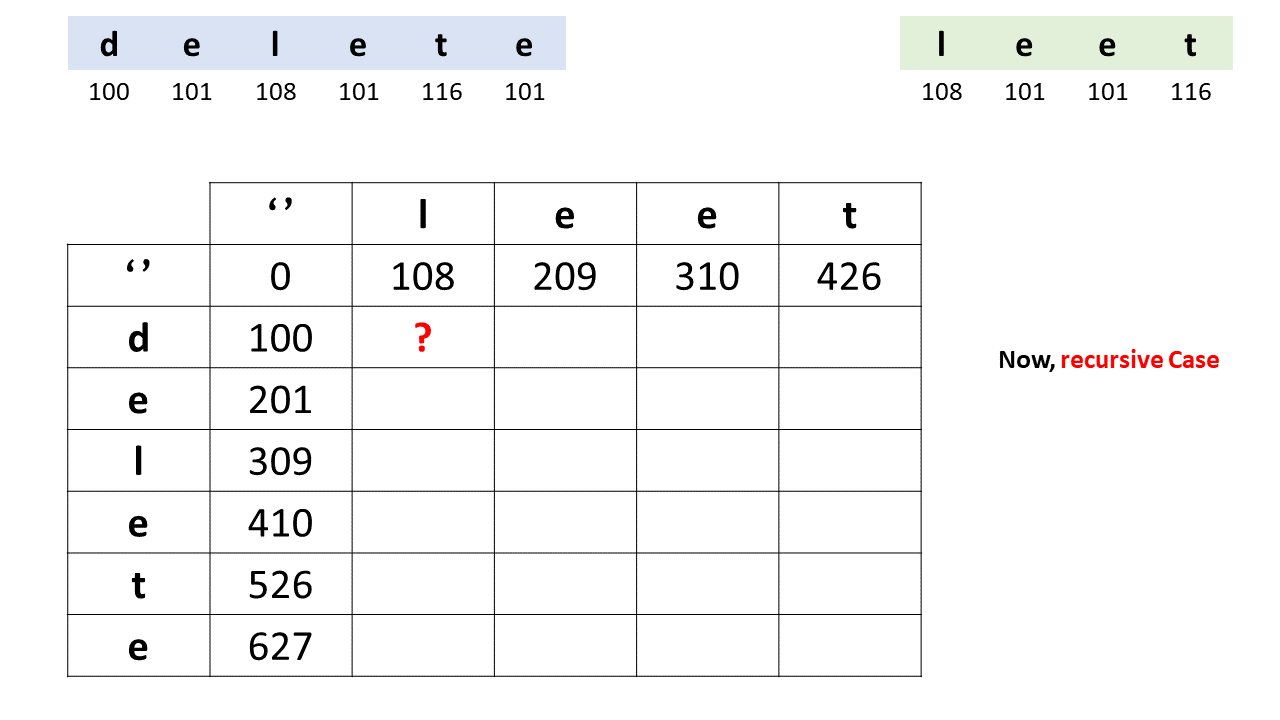 d e l e t e
100 101 108 101 116 101
l e e t
108 101 101 116
‘ ’ l e e t
‘ ’ 0 108 209 310 426
d 100 ?
e 201
l 309
e 410
t 526
e 627
Now, recursive Case